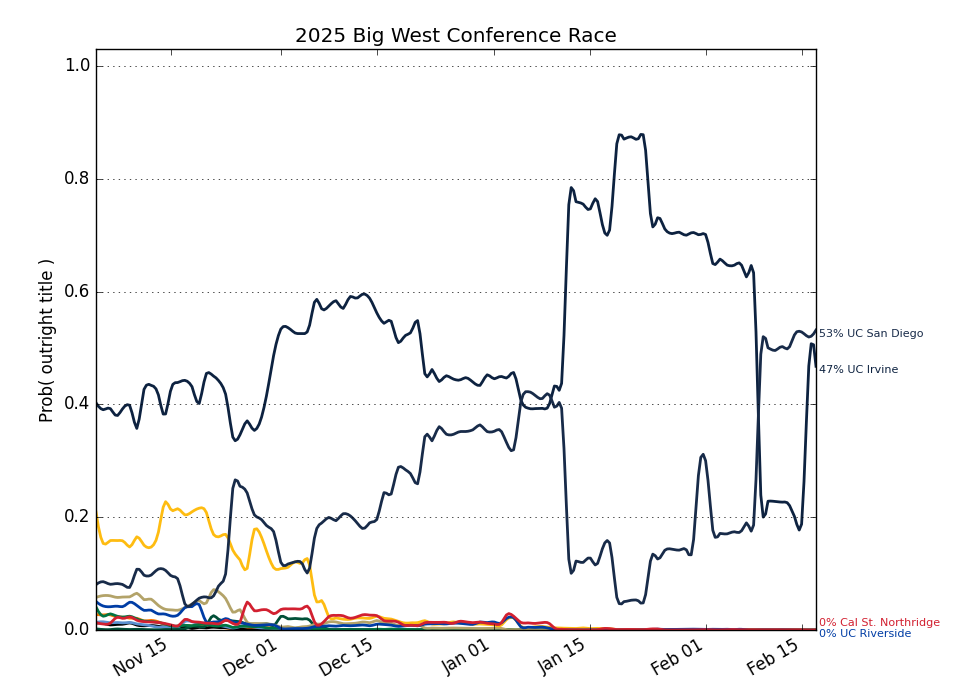 2025 Big West Conference Race
Prob( outright title )
1.0
0.8
0.6
0.4
0.2
0.0
53% UC San Diego
47% UC Irvine
0% Cal St. Northridge
0% UC Riverside
Nov 15
Dec 01
Dec 15
Jan 01
Jan 15
Feb 01
Feb 15